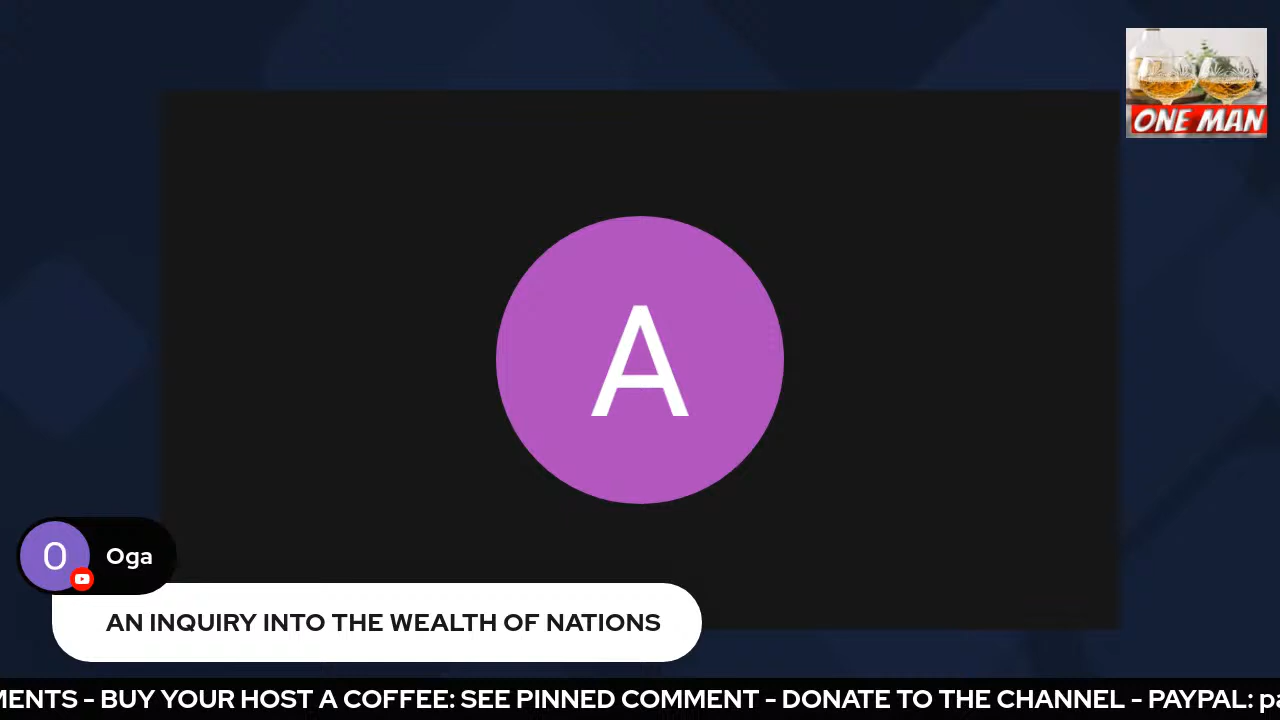 ONE MAN
A
O
Oga
AN INQUIRY INTO THE WEALTH OF NATIONS
MENTS - BUY YOUR HOST A COFFEE: SEE PINNED COMMENT - DONATE TO THE CHANNEL - PAYPAL: pa